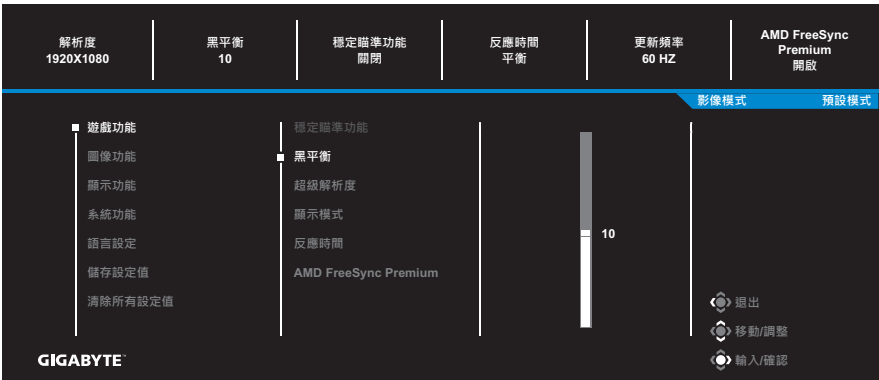 解析度
1920X1080
黑平衡
10
穩定瞄準功能
關閉
反應時間
平衡
更新頻率
60 HZ
AMD FreeSync
Premium
開啟
影像模式
預設模式
遊戲功能
圖像功能
顯示功能
系統功能
語言設定
儲存設定值
清除所有設定值
穩定瞄準功能
黑平衡
超級解析度
顯示模式
反應時間
AMD FreeSync Premium
10
退出
移動/調整
輸入/確認
GIGABYTE